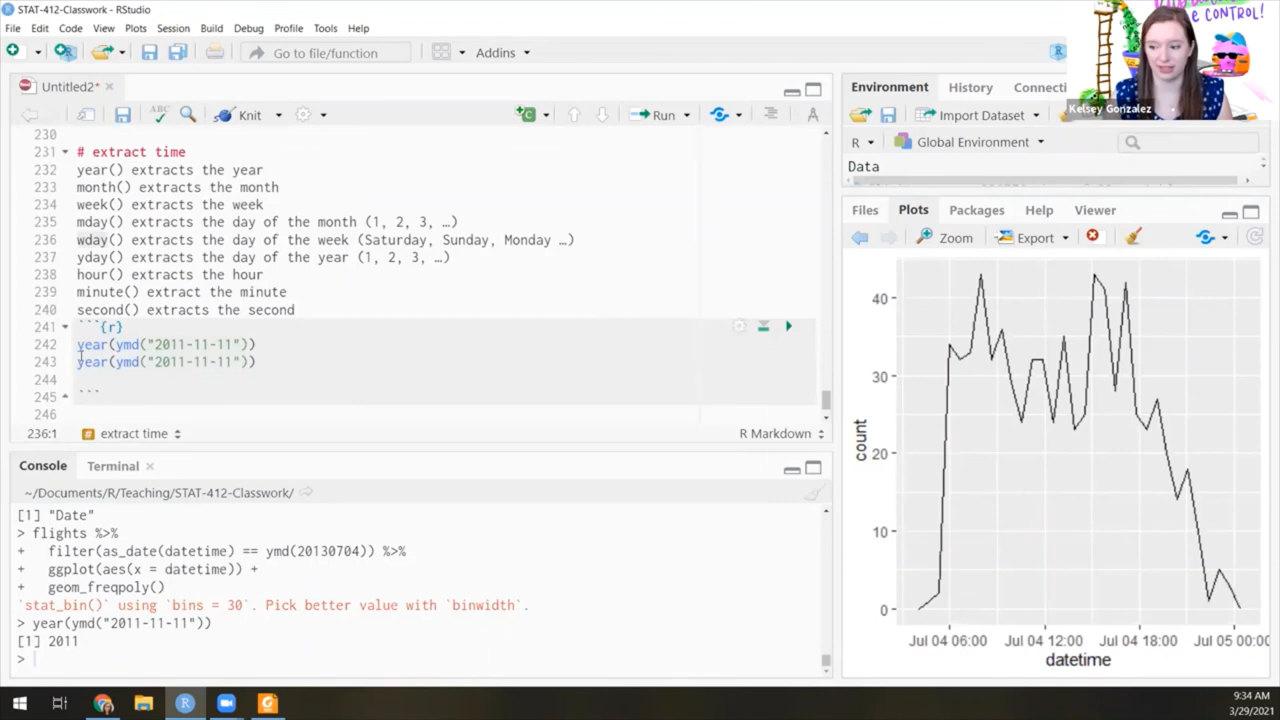 STAT-412-Classwork - RStudio
CONTROL!
File Edit Code View Plots Session Build Debug Profile Tools Help
Go to file/function Addins
Kelsey Gonzalez
Untitled2*
ABC Knit Run
230
231 # extract time
232 year() extracts the year
233 month() extracts the month
234 week() extracts the week
235 mday() extracts the day of the month (1, 2, 3, …)
236 wday() extracts the day of the week (Saturday, Sunday, Monday …)
237 yday() extracts the day of the year (1, 2, 3, …)
238 hour() extracts the hour
239 minute() extract the minute
240 second() extracts the second
241 ```{r}
242 year(ymd("2011-11-11"))
243 year(ymd("2011-11-11"))
244
245 ```
246
236:1 # extract time R Markdown
Console Terminal
~/Documents/R/Teaching/STAT-412-Classwork/
[1] "Date"
> flights %>%
+ filter(as_date(datetime) == ymd(20130704)) %>%
+ ggplot(aes(x = datetime)) +
+ geom_freqpoly()
`stat_bin()` using `bins = 30`. Pick better value with `binwidth`.
> year(ymd("2011-11-11"))
[1] 2011
>
Environment History Connecti
Import Dataset
R Global Environment
Data
Files Plots Packages Help Viewer
Zoom Export
40
30
20
10
0
count
Jul 04 06:00 Jul 04 12:00 Jul 04 18:00 Jul 05 00:00
datetime
9:34 AM
3/29/2021